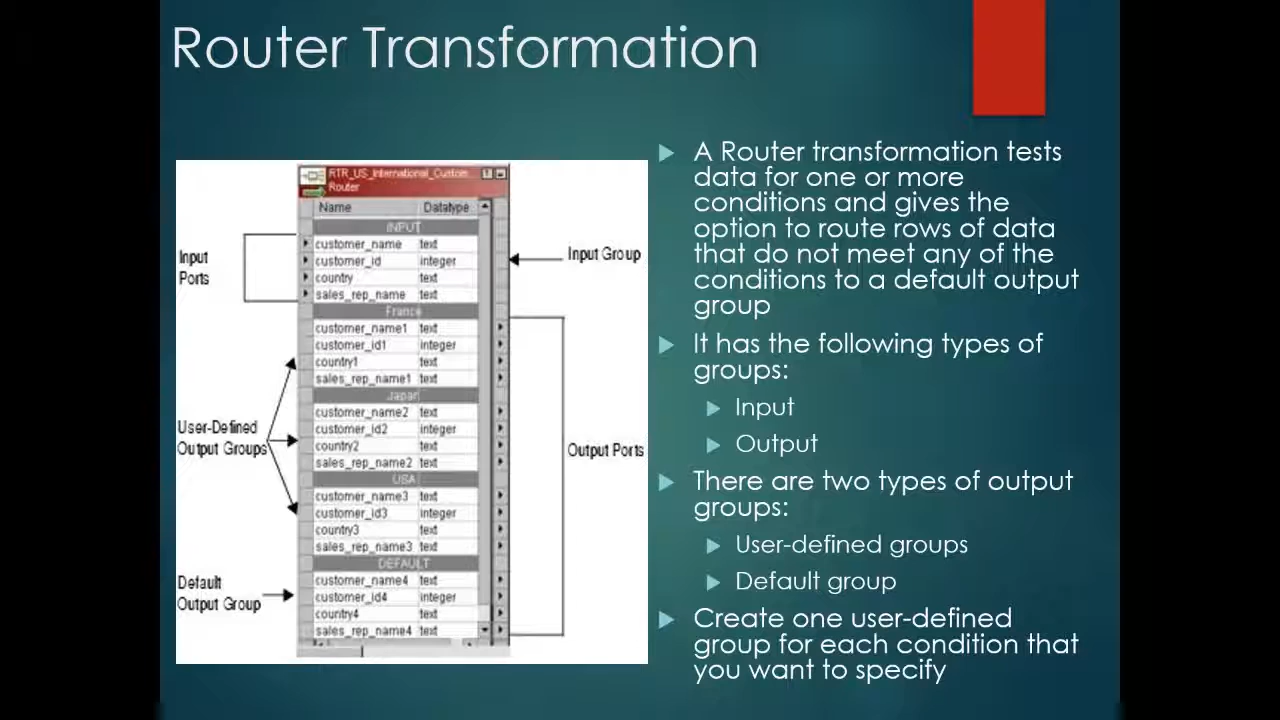 Router Transformation
RTR_US_International_Custom
Router
Name Datatype
INPUT
customer_name text
customer_id integer
country text
sales_rep_name text
France
customer_name1 text
customer_id1 integer
country1 text
sales_rep_name1 text
Japan
customer_name2 text
customer_id2 integer
country2 text
sales_rep_name2 text
USA
customer_name3 text
customer_id3 integer
country3 text
sales_rep_name3 text
DEFAULT
customer_name4 text
customer_id4 integer
country4 text
sales_rep_name4 text
Input
Ports
User-Defined
Output Groups
Default
Output Group
Input Group
Output Ports
A Router transformation tests
data for one or more
conditions and gives the
option to route rows of data
that do not meet any of the
conditions to a default output
group
It has the following types of
groups:
Input
Output
There are two types of output
groups:
User-defined groups
Default group
Create one user-defined
group for each condition that
you want to specify